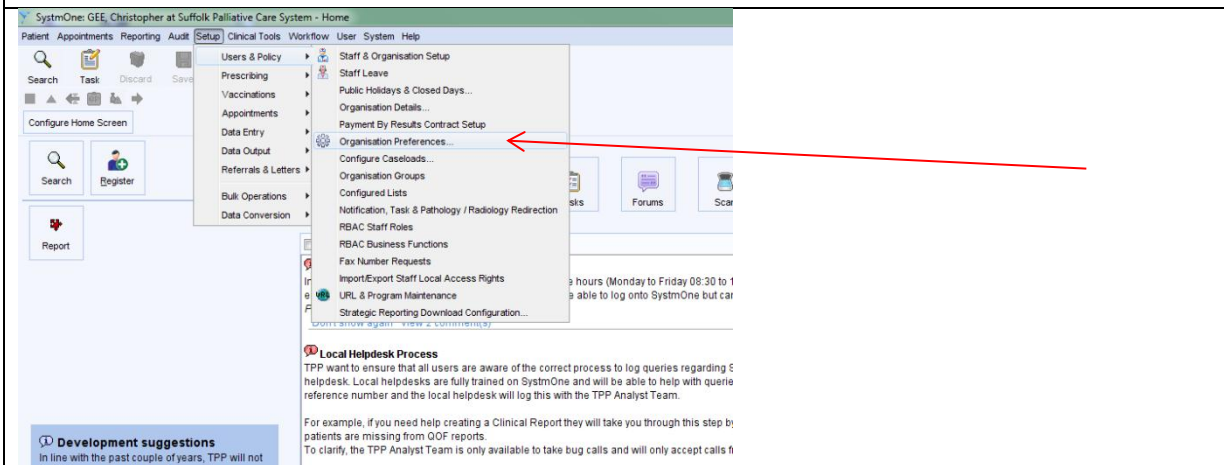 SystmOne: GEE, Christopher at Suffolk Palliative Care System - Home
Patient Appointments Reporting Audit Setup Clinical Tools Workflow User System Help
Search Task Discard Save
Configure Home Screen
Search Register
Report
Users & Policy
Prescribing
Vaccinations
Appointments
Data Entry
Data Output
Referrals & Letters
Bulk Operations
Data Conversion
Staff & Organisation Setup
Staff Leave
Public Holidays & Closed Days...
Organisation Details...
Payment By Results Contract Setup
Organisation Preferences...
Configure Caseloads...
Organisation Groups
Configured Lists
Notification, Task & Pathology / Radiology Redirection
RBAC Staff Roles
RBAC Business Functions
Fax Number Requests
Import/Export Staff Local Access Rights
URL & Program Maintenance
Strategic Reporting Download Configuration...
Forums
hours (Monday to Friday 08:30 to
able to log onto SystmOne but
Don't show again View 2 comment(s)
Local Helpdesk Process
TPP want to ensure that all users are aware of the correct process to log queries regarding
helpdesk. Local helpdesks are fully trained on SystmOne and will be able to help with
reference number and the local helpdesk will log this with the TPP Analyst Team.
For example, if you need help creating a Clinical Report they will take you through this step by
patients are missing from QOF reports.
To clarify, the TPP Analyst Team is only available to take bug calls and will only accept calls
Development suggestions
In line with the past couple of years, TPP will not